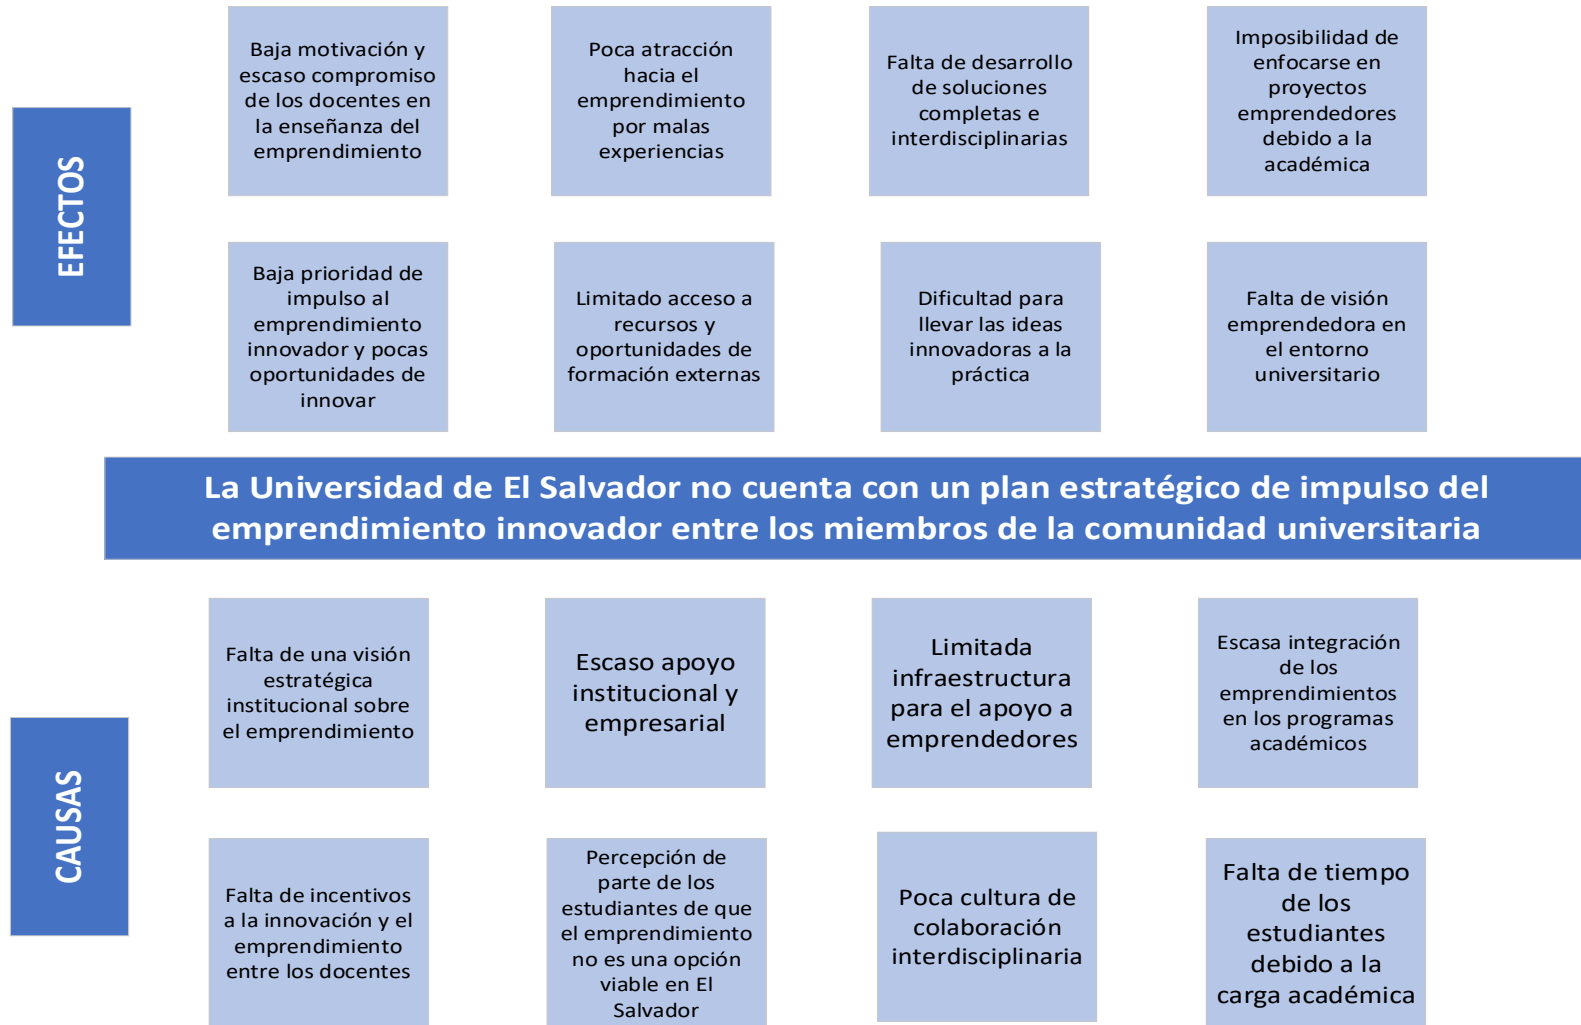 EFECTOS
Baja motivación y
escaso compromiso
de los docentes en
la enseñanza del
emprendimiento
Poca atracción
hacia el
emprendimiento
por malas
experiencias
Falta de desarrollo
de soluciones
completas e
interdisciplinarias
Imposibilidad de
enfocarse en
proyectos
emprendedores
debido a la
académica
Baja prioridad de
impulso al
emprendimiento
innovador y pocas
oportunidades de
innovar
Limitado acceso a
recursos y
oportunidades de
formación externas
Dificultad para
llevar las ideas
innovadoras a la
práctica
Falta de visión
emprendedora en
el entorno
universitario
La Universidad de El Salvador no cuenta con un plan estratégico de impulso del
emprendimiento innovador entre los miembros de la comunidad universitaria
CAUSAS
Falta de una visión
estratégica
institucional sobre
el emprendimiento
Escaso apoyo
institucional y
empresarial
Limitada
infraestructura
para el apoyo a
emprendedores
Escasa integración
de los
emprendimientos
en los programas
académicos
Falta de incentivos
a la innovación y el
emprendimiento
entre los docentes
Percepción de
parte de los
estudiantes de que
el emprendimiento
no es una opción
viable en El
Salvador
Poca cultura de
colaboración
interdisciplinaria
Falta de tiempo
de los
estudiantes
debido a la
carga académica